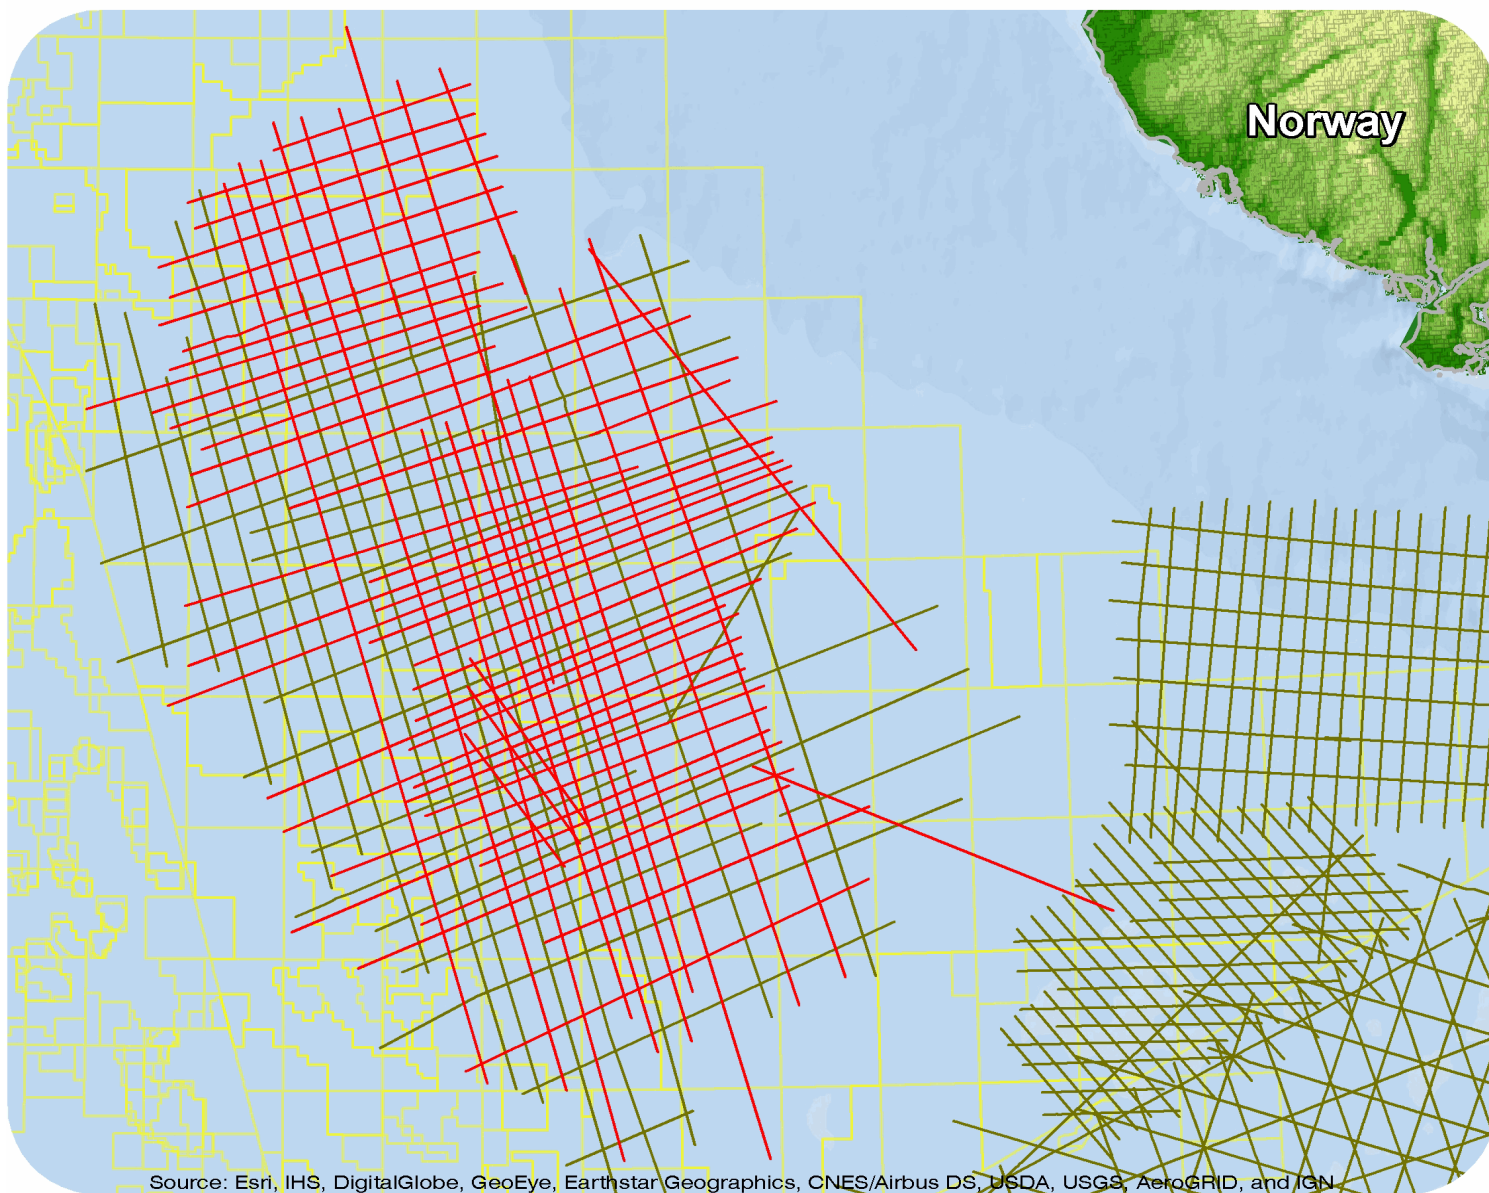 Norway
Source: Esri, IHS, DigitalGlobe, GeoEye, Earthstar Geographics, CNES/Airbus DS, USDA, USGS, AeroGRID, and IGN